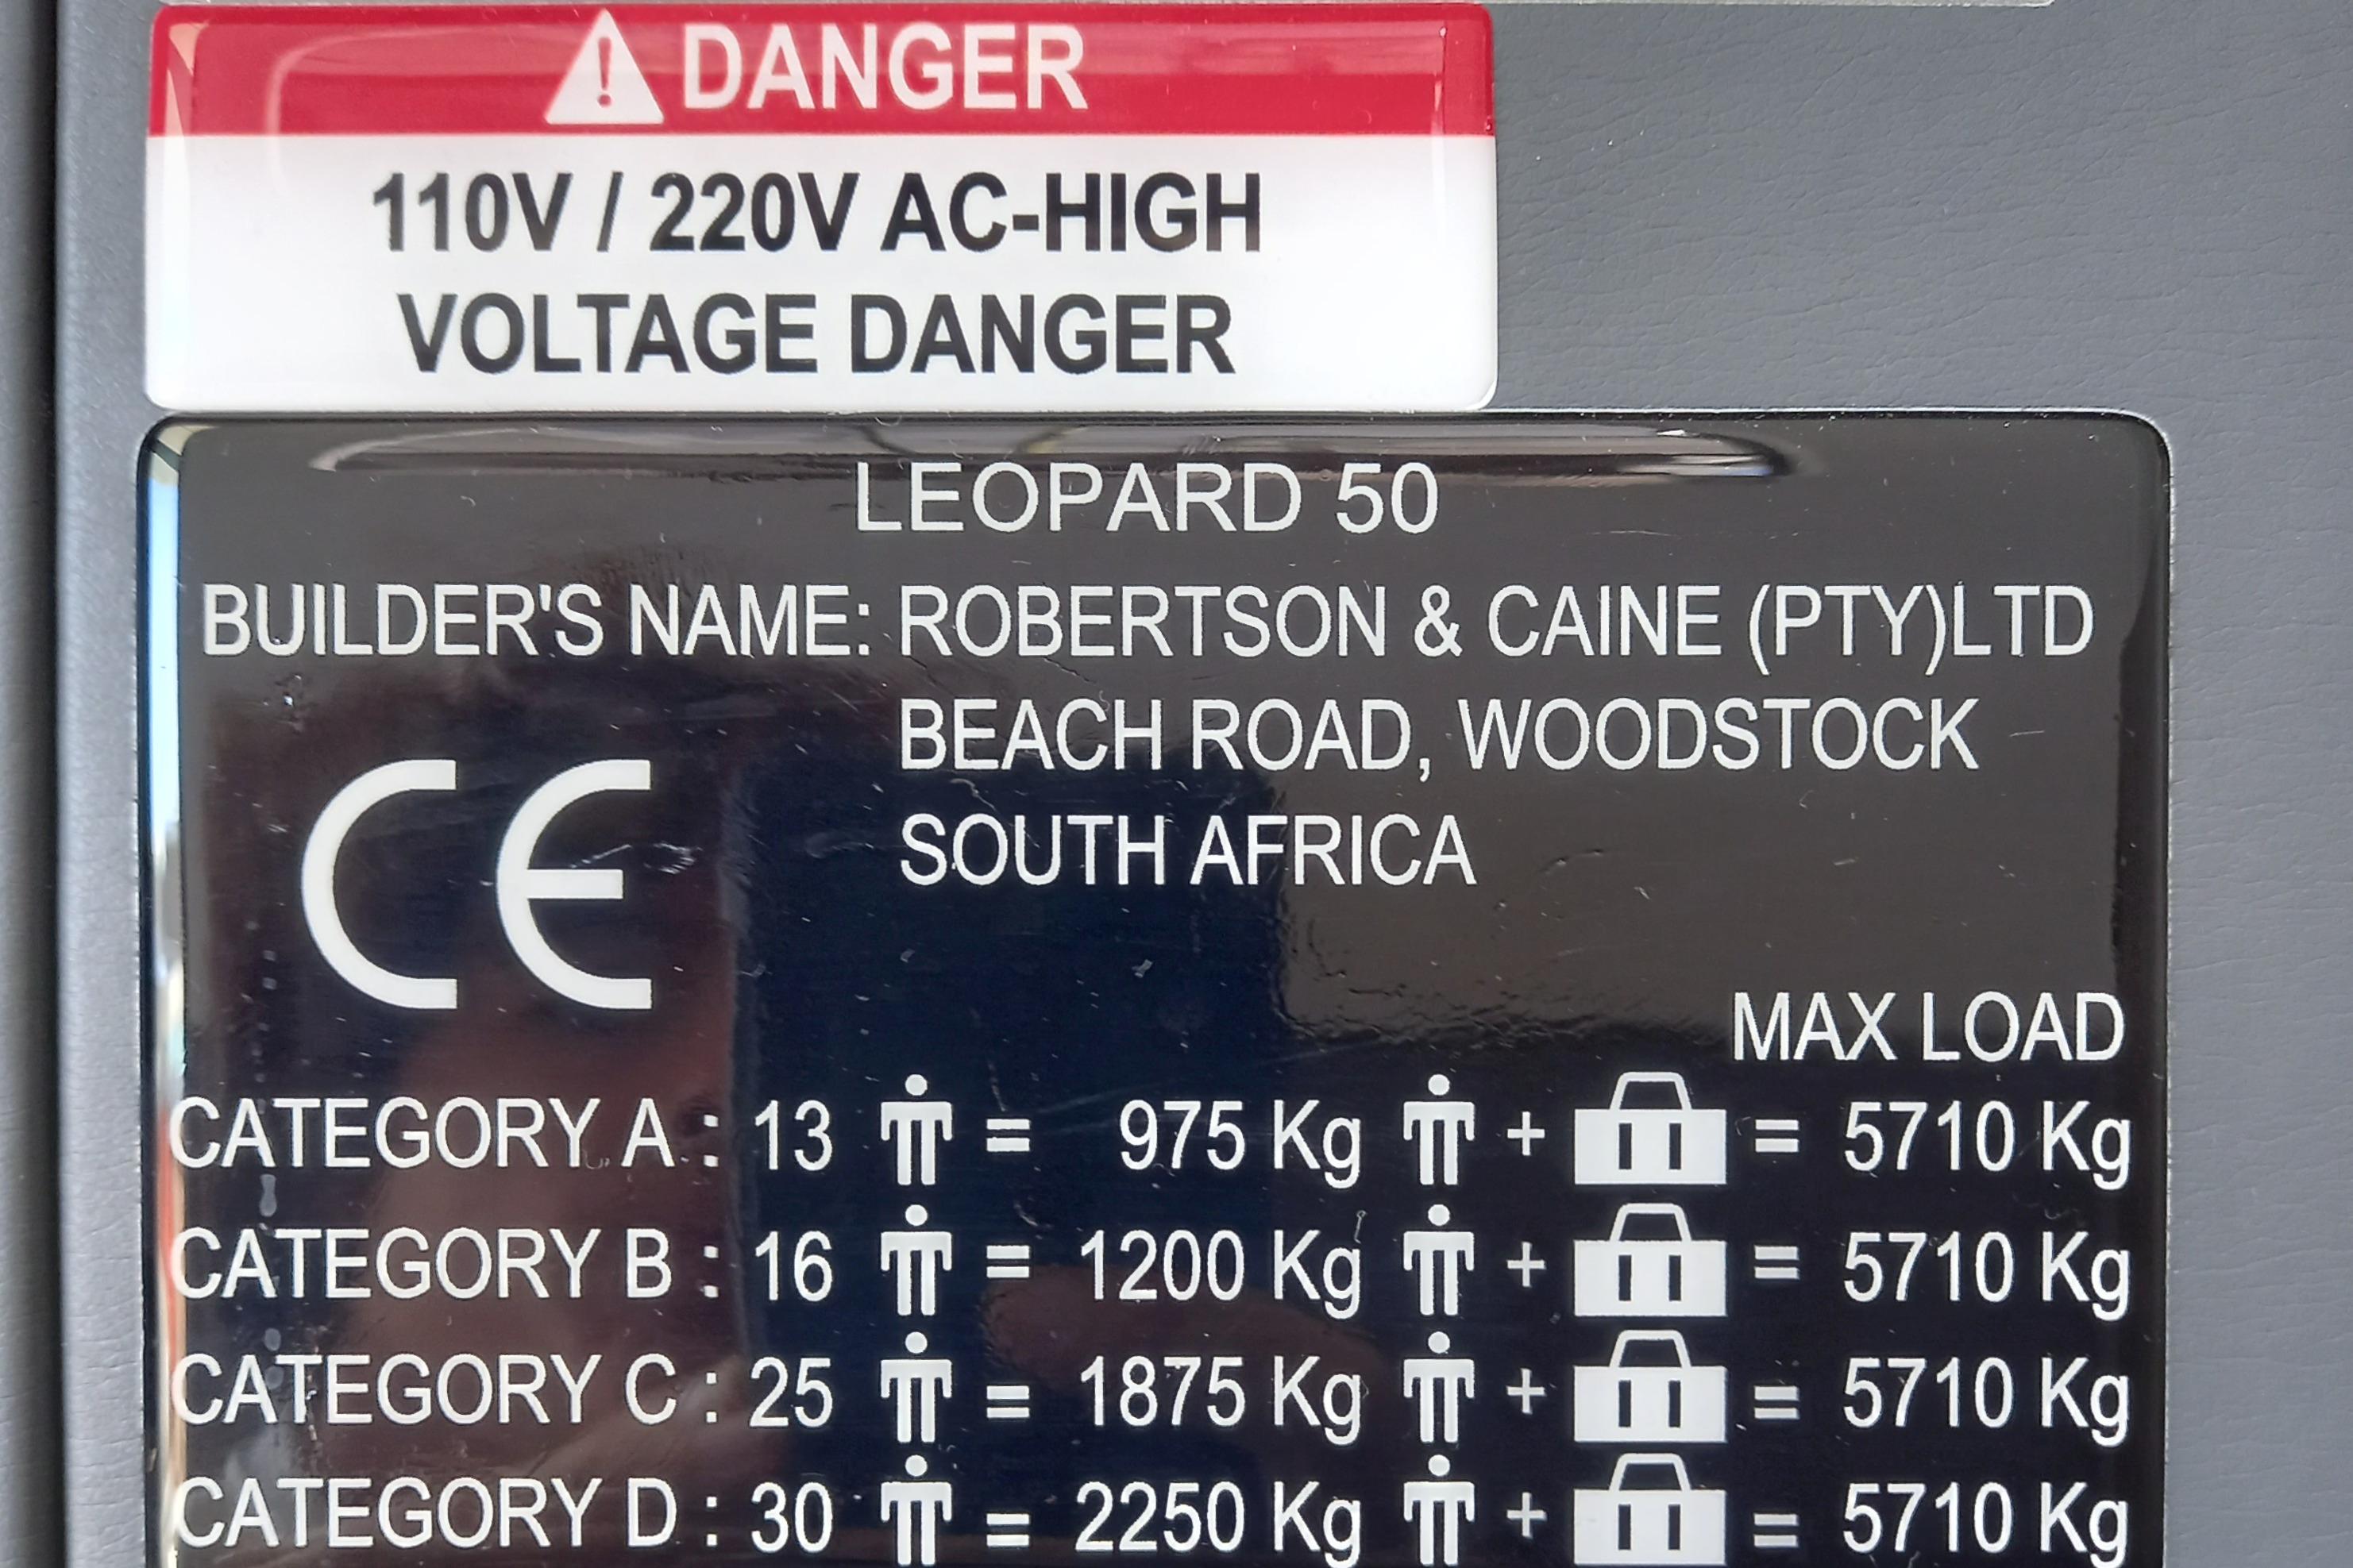 DANGER
110V / 220V AC-HIGH
VOLTAGE DANGER
LEOPARD 50
BUILDER'S NAME: ROBERTSON & CAINE (PTY)LTD
BEACH ROAD, WOODSTOCK
SOUTH AFRICA
CE
MAX LOAD
CATEGORY A : 13 = 975 Kg + = 5710 Kg
CATEGORY B : 16 = 1200 Kg + = 5710 Kg
CATEGORY C : 25 = 1875 Kg + = 5710 Kg
CATEGORY D : 30 = 2250 Kg + = 5710 Kg